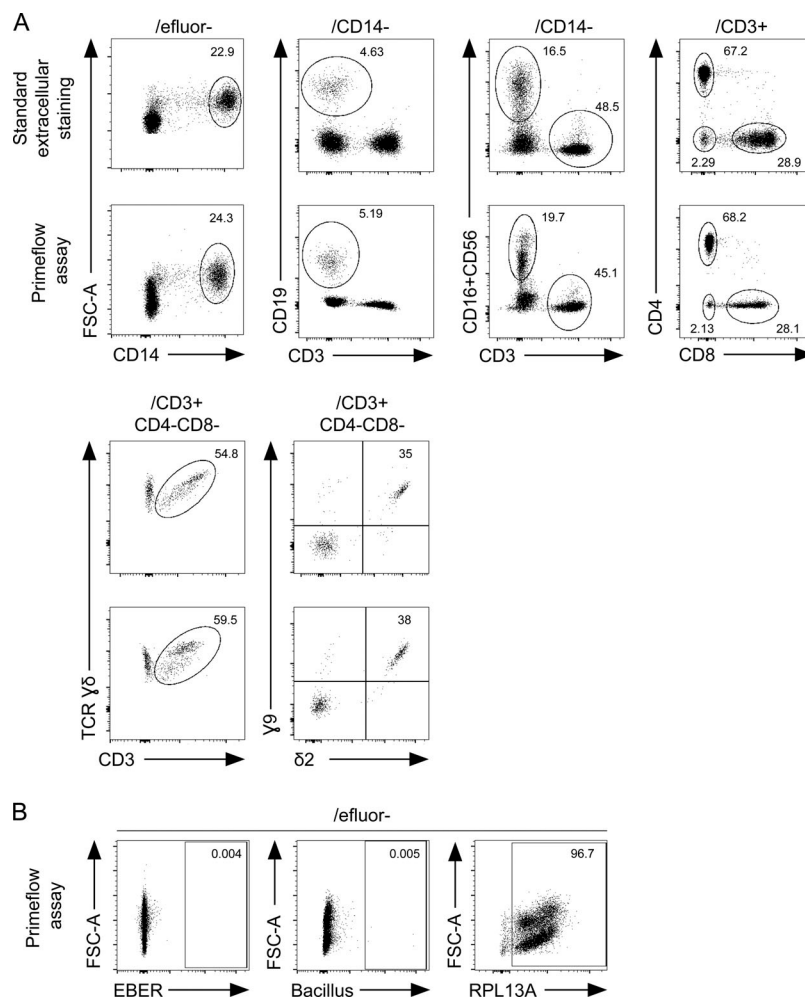 A
/efluor-
/CD14-
/CD14-
/CD3+
Standard
extracellular
staining
22.9
4.63
16.5
48.5
67.2
2.29
28.9
Primeflow
assay
24.3
5.19
19.7
45.1
68.2
2.13
28.1
FSC-A
CD19
CD16+CD56
CD4
CD14
CD3
CD3
CD8
/CD3+
CD4-CD8-
/CD3+
CD4-CD8-
54.8
35
59.5
38
TCR γδ
γ9
CD3
δ2
B
/efluor-
Primeflow
assay
0.004
0.005
96.7
FSC-A
FSC-A
FSC-A
EBER
Bacillus
RPL13A